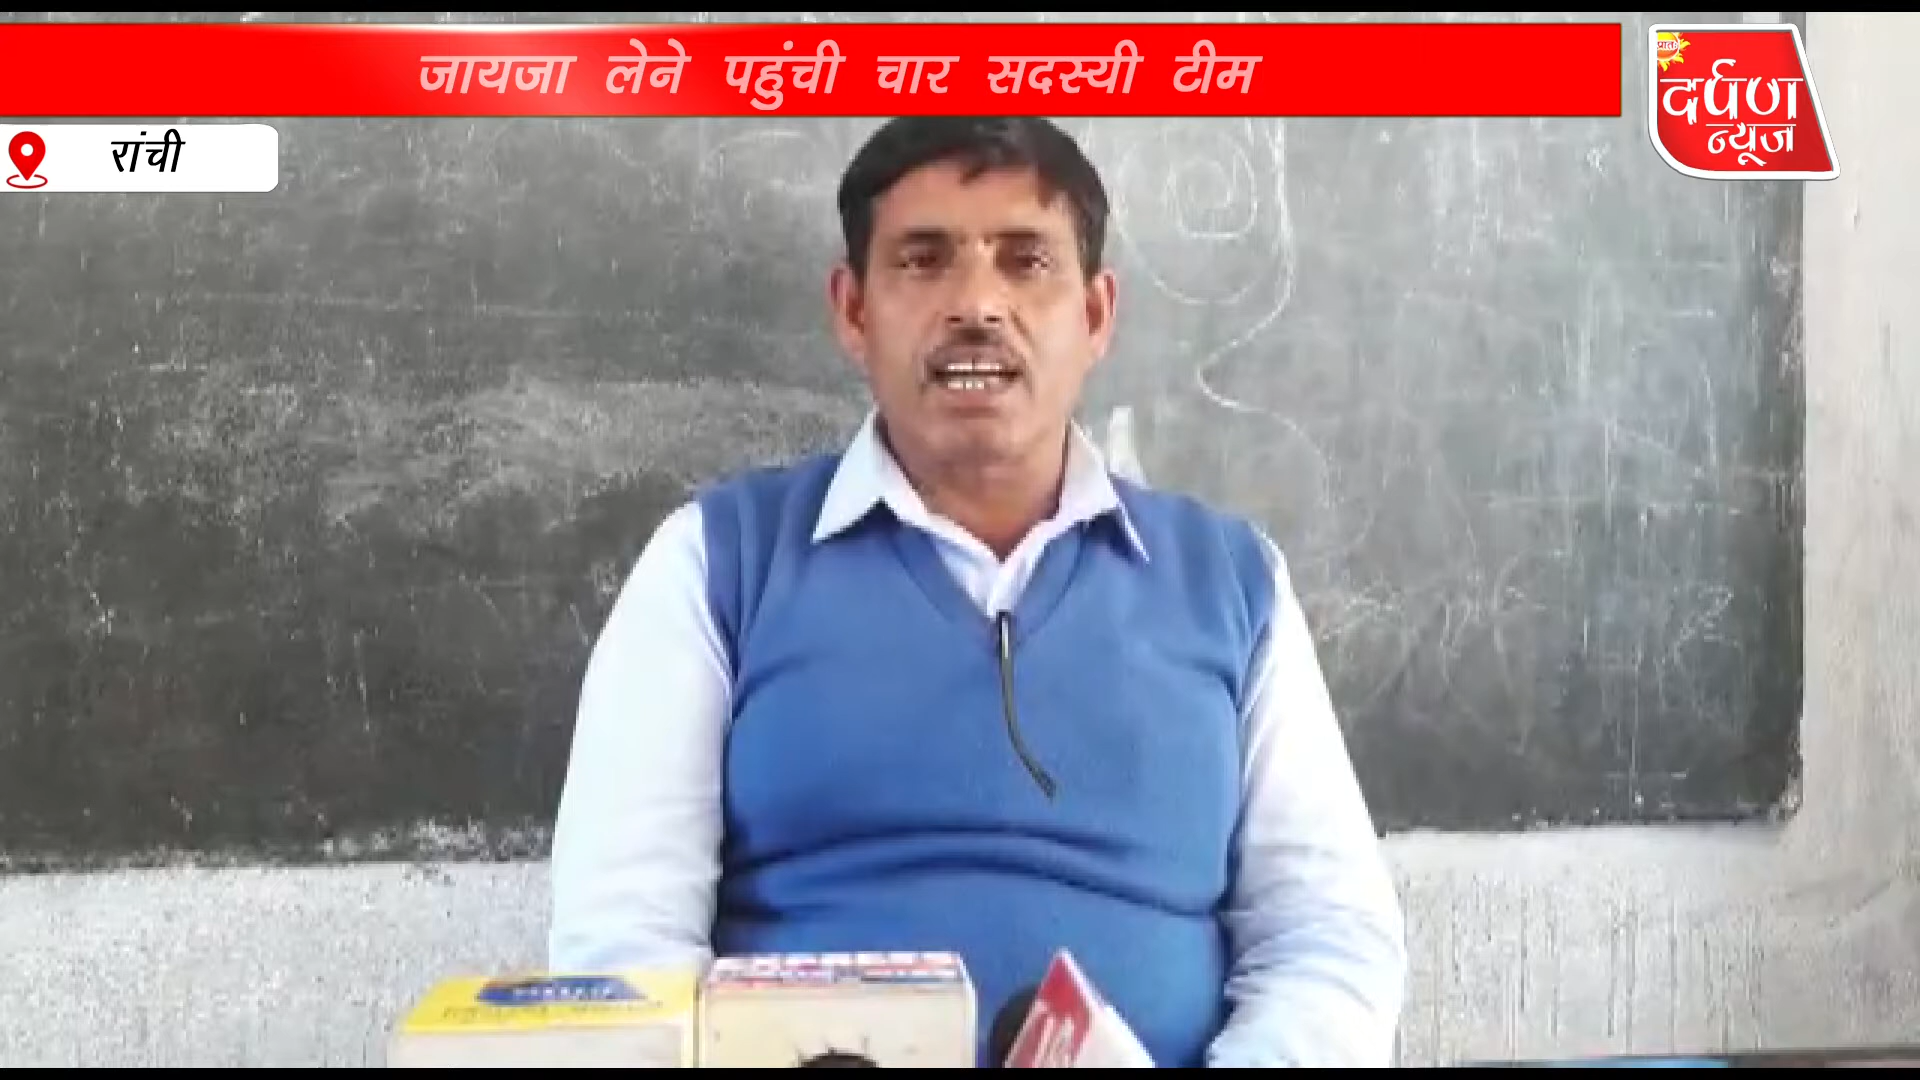 जायजा लेने पहुंची चार सदस्यी टीम
रांची
दर्पण
न्यूज